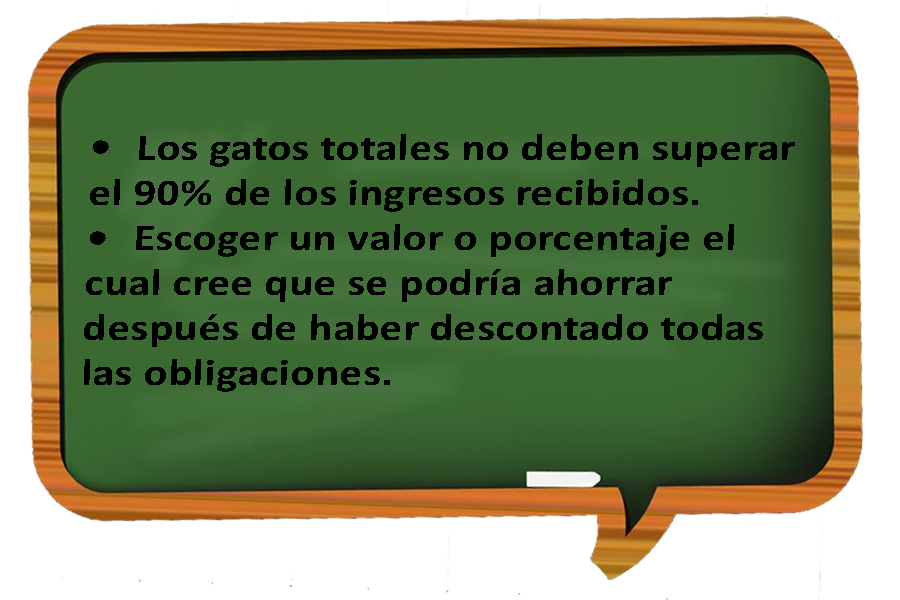 • Los gatos totales no deben superar
el 90% de los ingresos recibidos.
• Escoger un valor o porcentaje el
cual cree que se podría ahorrar
después de haber descontado todas
las obligaciones.